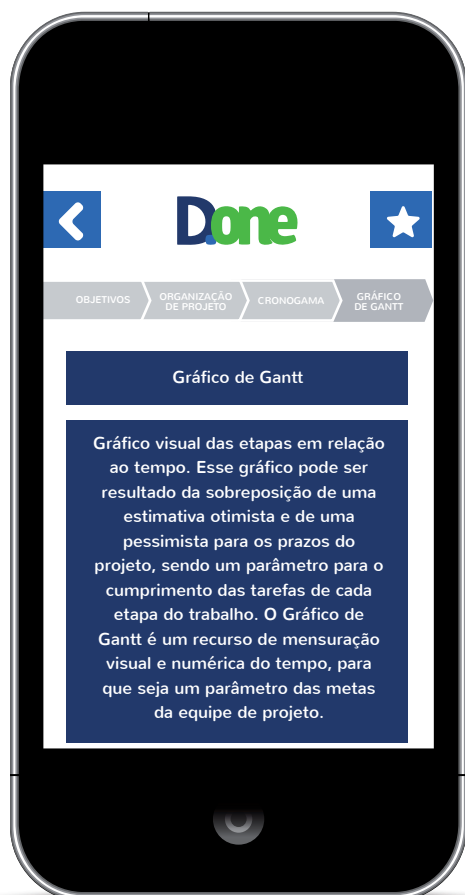 D.one
OBJETIVOS
ORGANIZAÇÃO
DE PROJETO
CRONOGAMA
GRÁFICO
DE GANTT
Gráfico de Gantt
Gráfico visual das etapas em relação
ao tempo. Esse gráfico pode ser
resultado da sobreposição de uma
estimativa otimista e de uma
pessimista para os prazos do
projeto, sendo um parâmetro para o
cumprimento das tarefas de cada
etapa do trabalho. O Gráfico de
Gantt é um recurso de mensuração
visual e numérica do tempo, para
que seja um parâmetro das metas
da equipe de projeto.